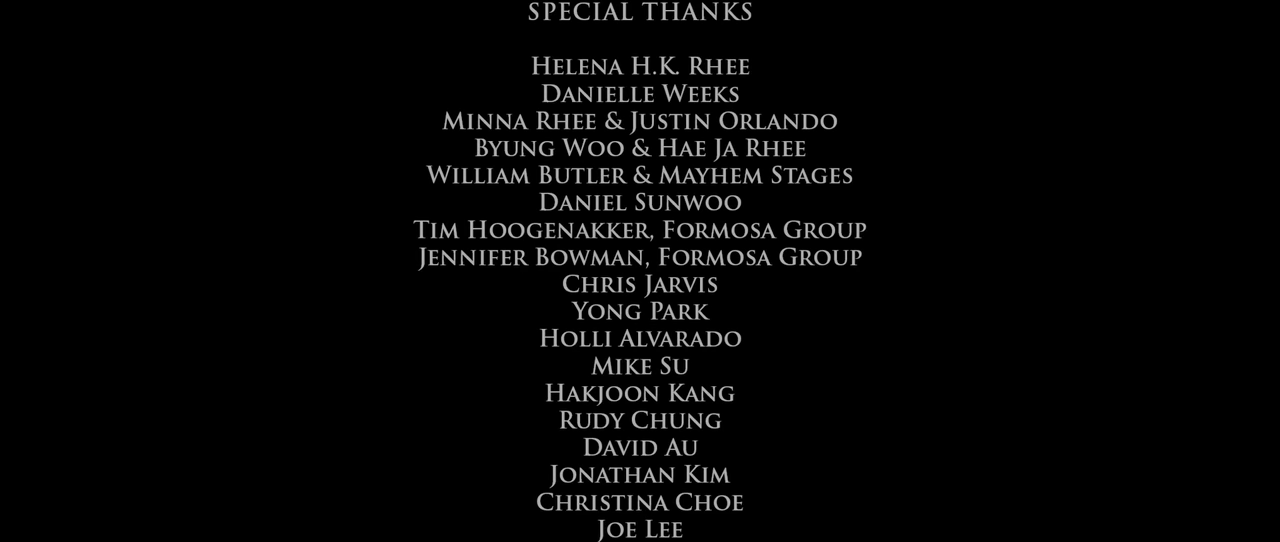 SPECIAL THANKS
HELENA H.K. RHEE
DANIELLE WEEKS
MINNA RHEE & JUSTIN ORLANDO
BYUNG WOO & HAE JA RHEE
WILLIAM BUTLER & MAYHEM STAGES
DANIEL SUNWOO
TIM HOOGENAKKER, FORMOSA GROUP
JENNIFER BOWMAN, FORMOSA GROUP
CHRIS JARVIS
YONG PARK
HOLLI ALVARADO
MIKE SU
HAKJOON KANG
RUDY CHUNG
DAVID AU
JONATHAN KIM
CHRISTINA CHOE
JOE LEE